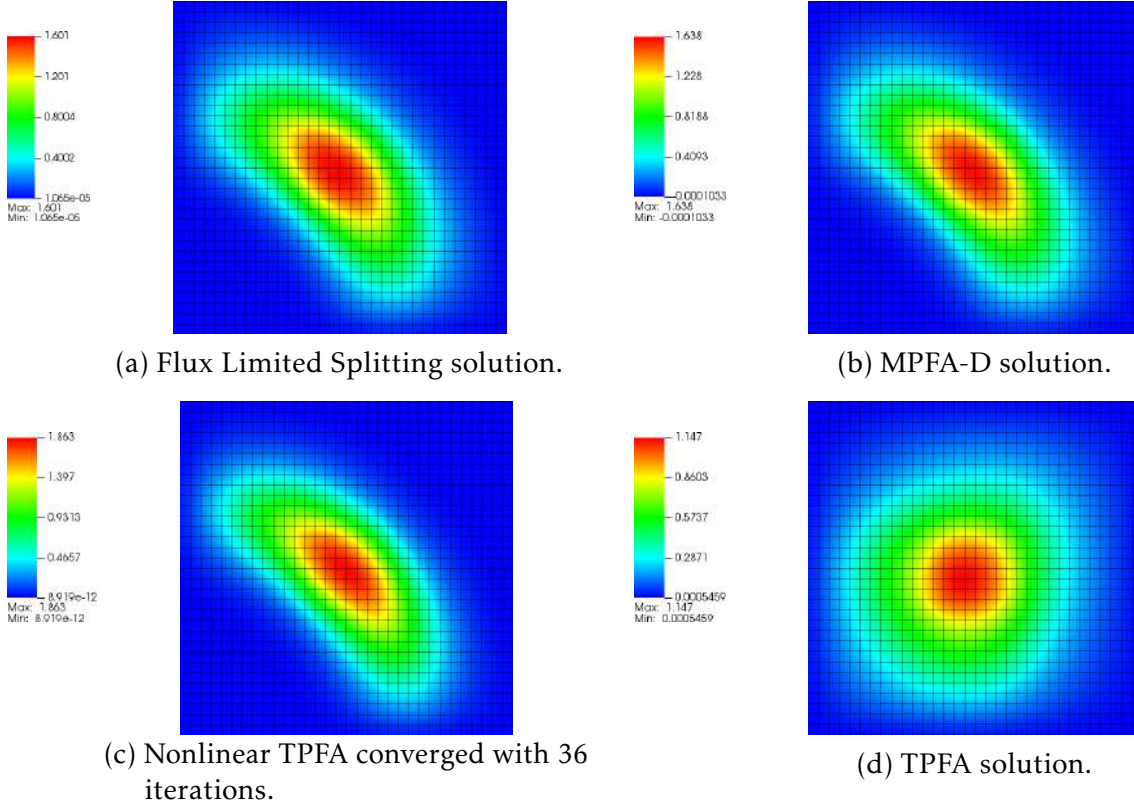 1.601
1.201
0.8004
0.4002
1.065e-05
Max: 1.601
Min: 1.065e-05
1.638
1.228
0.8188
0.4093
-0.0001033
Max: 1.638
Min: -0.0001033
(a) Flux Limited Splitting solution.
(b) MPFA-D solution.
1.863
1.397
0.9313
0.4657
8.919e-12
Max: 1.863
Min: 8.919e-12
1.147
0.8603
0.5737
0.2871
0.0005459
Max: 1.147
Min: 0.0005459
(c) Nonlinear TPFA converged with 36
iterations.
(d) TPFA solution.